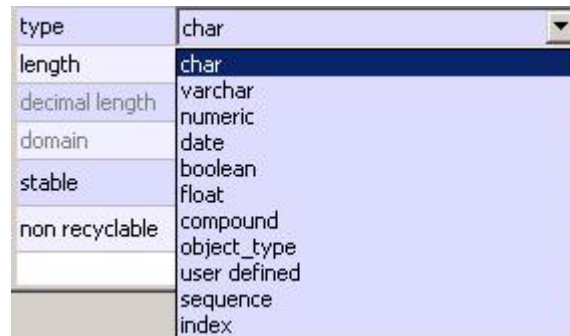 type
char
length
char
varchar
decimal length
numeric
domain
date
boolean
stable
float
compound
non recyclable
object_type
user defined
sequence
index